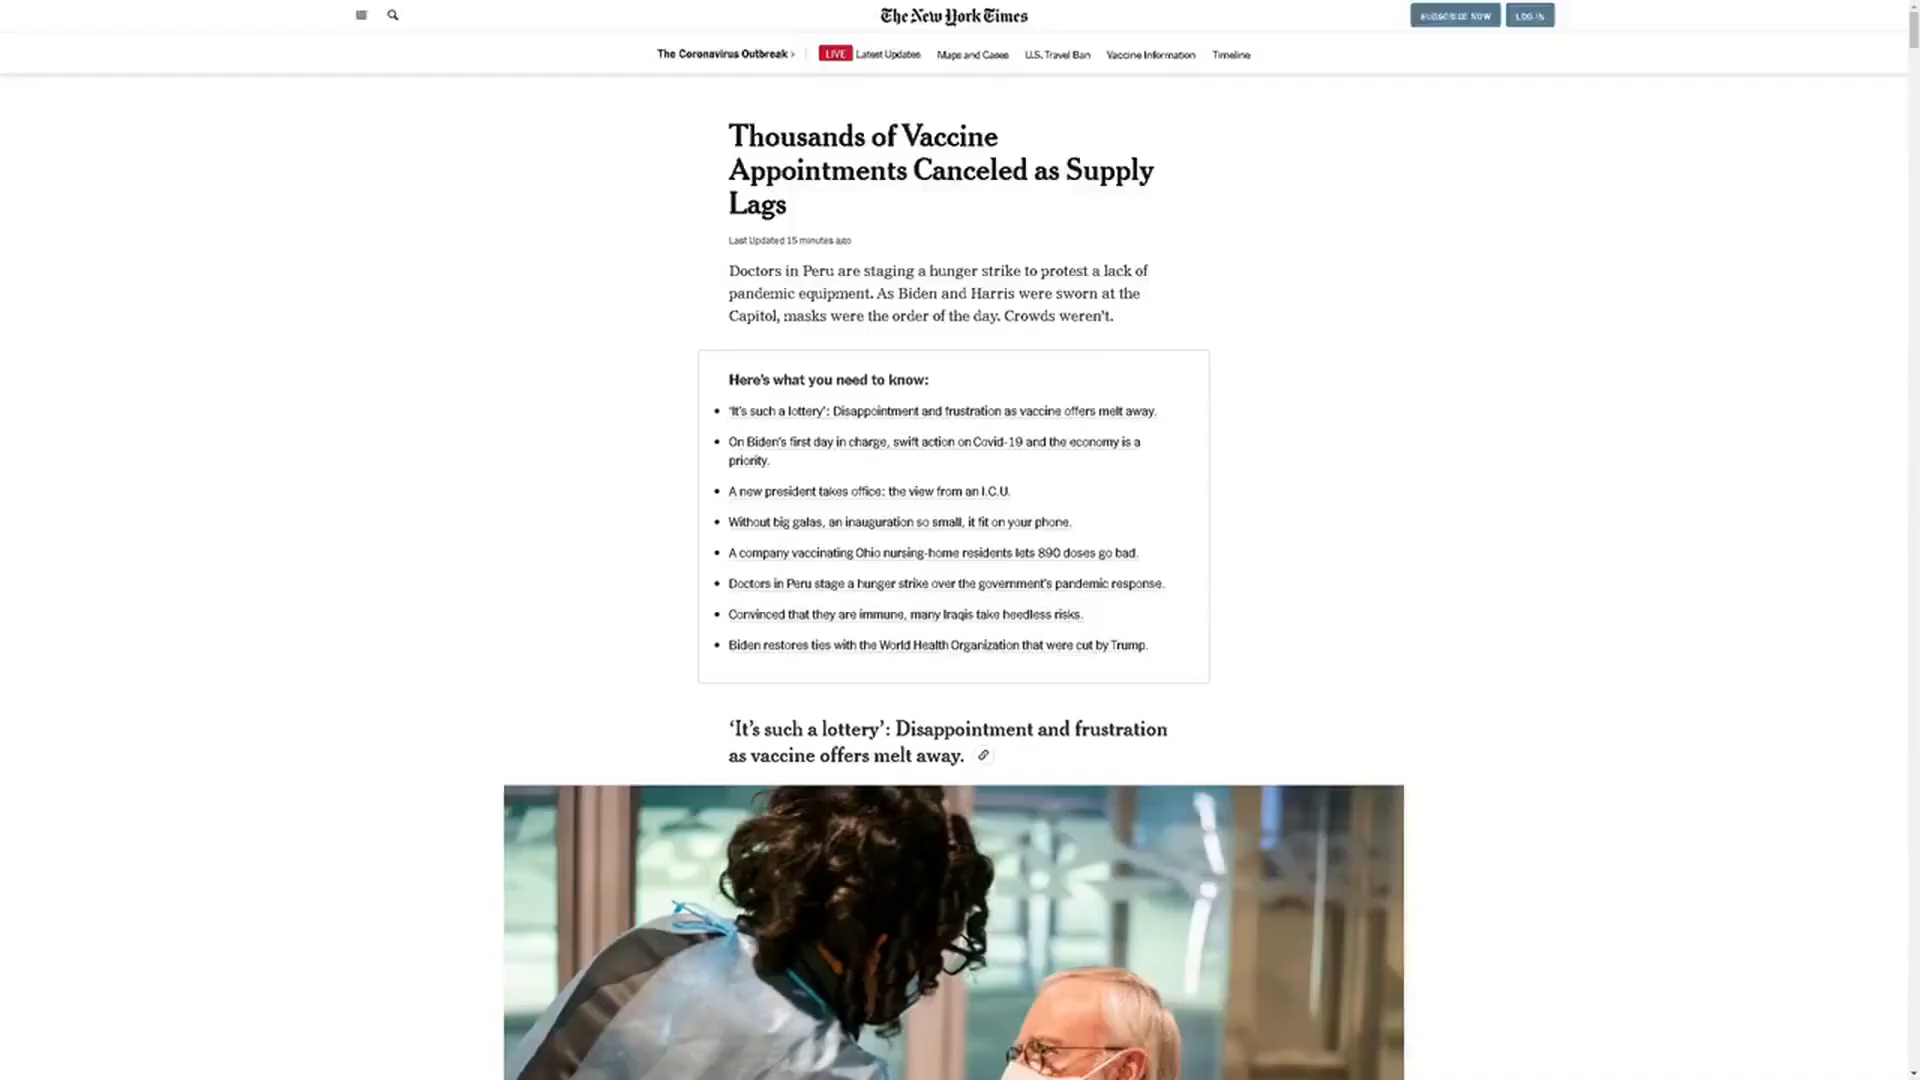 The New York Times
SUBSCRIBE NOW
LOG IN
The Coronavirus Outbreak ›
LIVE Latest Updates
Maps and Cases
U.S. Travel Ban
Vaccine Information
Timeline
Thousands of Vaccine
Appointments Canceled as Supply
Lags
Last Updated 15 minutes ago
Doctors in Peru are staging a hunger strike to protest a lack of
pandemic equipment. As Biden and Harris were sworn at the
Capitol, masks were the order of the day. Crowds weren't.
Here's what you need to know:
• 'It's such a lottery': Disappointment and frustration as vaccine offers melt away.
• On Biden's first day in charge, swift action on Covid-19 and the economy is a
priority.
• A new president takes office: the view from an I.C.U.
• Without big galas, an inauguration so small, it fit on your phone.
• A company vaccinating Ohio nursing-home residents lets 890 doses go bad.
• Doctors in Peru stage a hunger strike over the government's pandemic response.
• Convinced that they are immune, many Iraqis take heedless risks.
• Biden restores ties with the World Health Organization that were cut by Trump.
'It's such a lottery': Disappointment and frustration
as vaccine offers melt away.